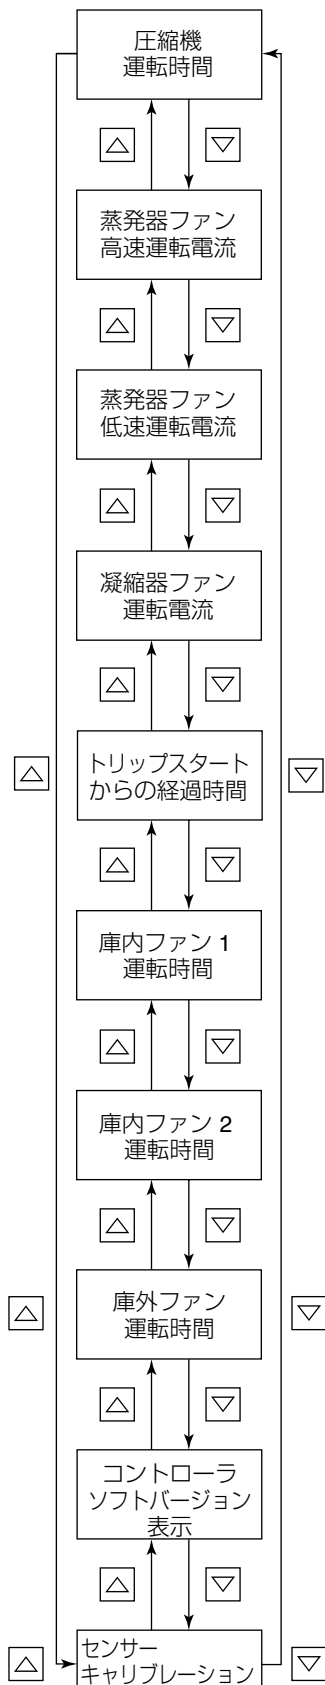 圧縮機
運転時間
蒸発器ファン
高速運転電流
蒸発器ファン
低速運転電流
凝縮器ファン
運転電流
トリップスタート
からの経過時間
庫内ファン 1
運転時間
庫内ファン 2
運転時間
庫外ファン
運転時間
コントローラ
ソフトバージョン
表示
センサー
キャリブレーション